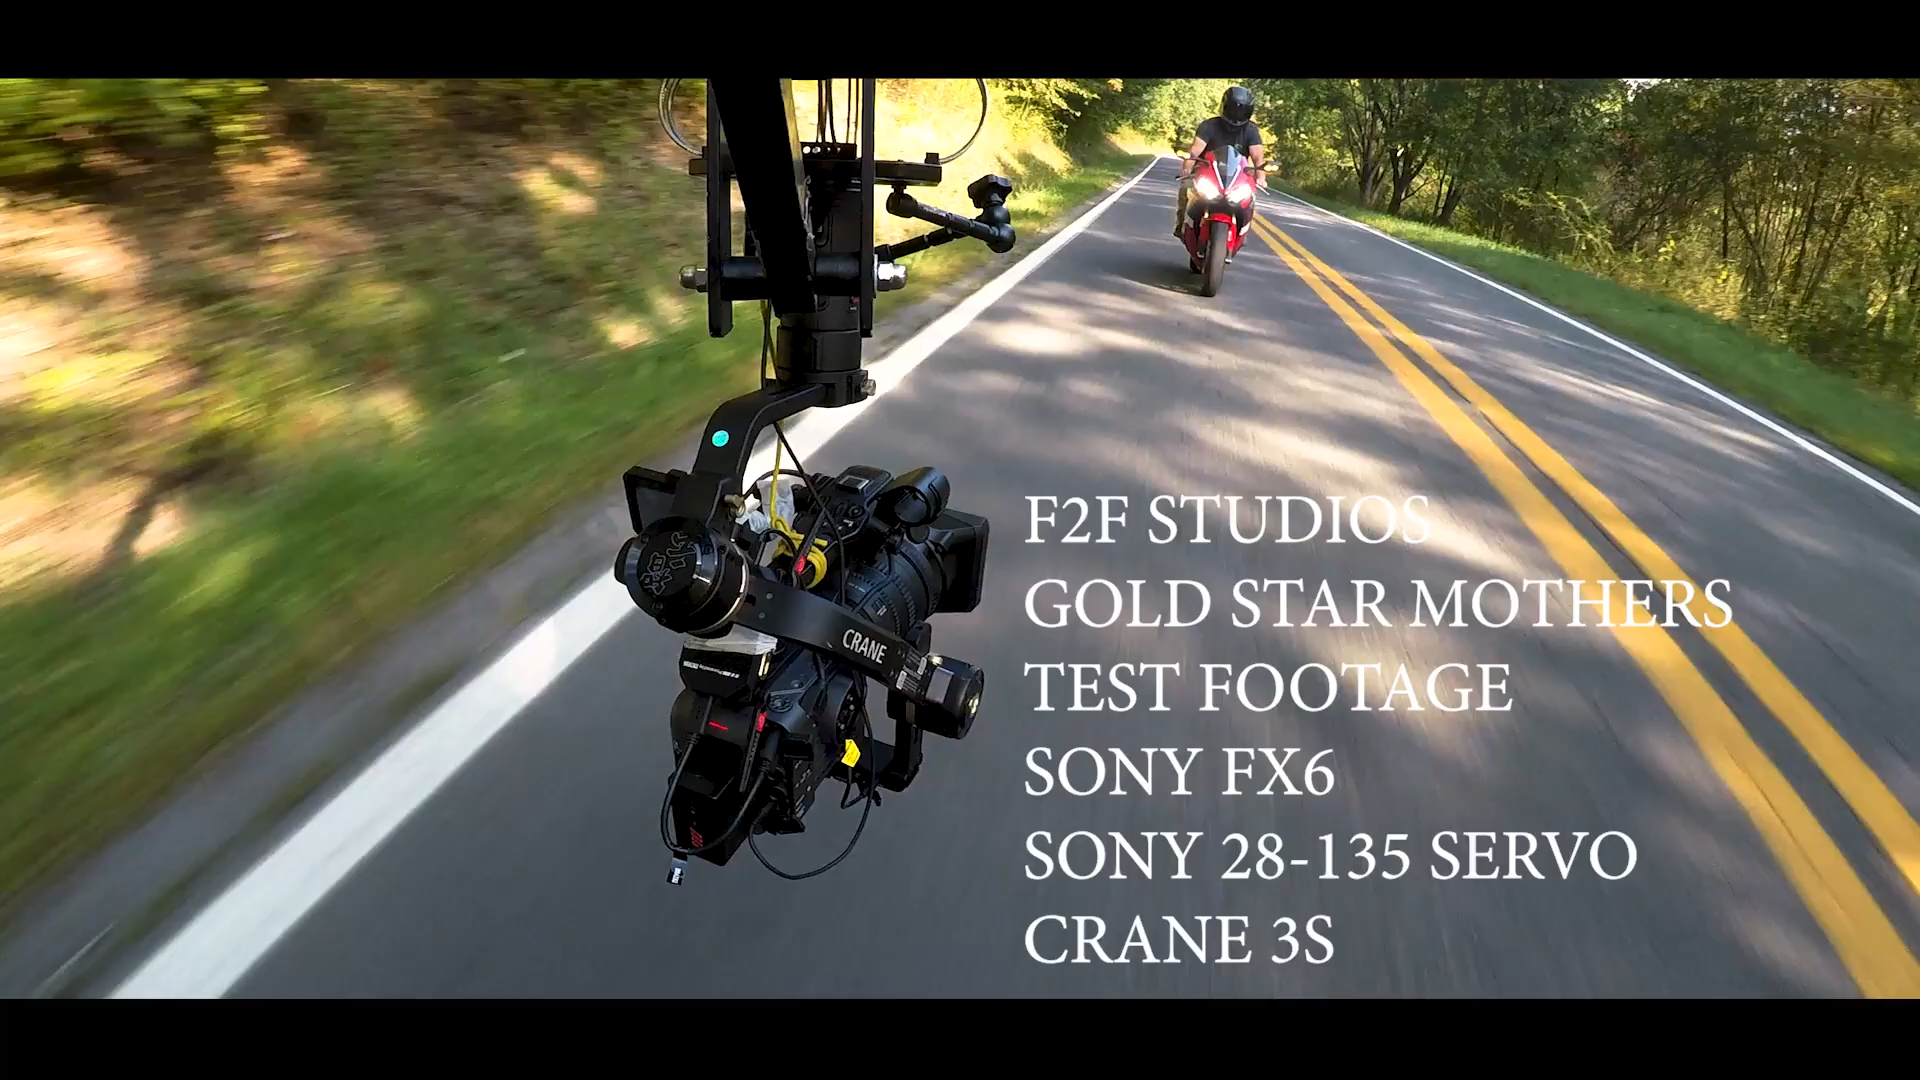 CRANE
F2F STUDIOS
GOLD STAR MOTHERS
TEST FOOTAGE
SONY FX6
SONY 28-135 SERVO
CRANE 3S